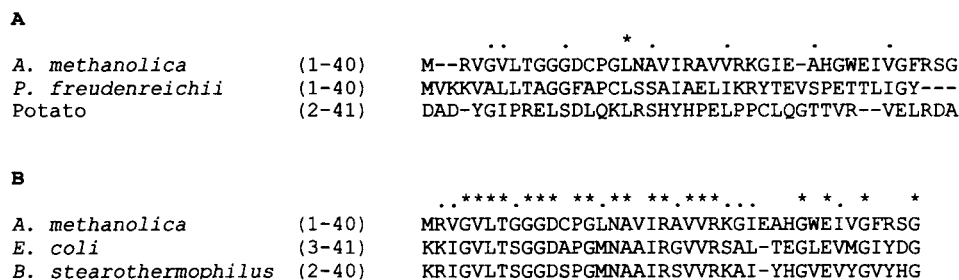 A
. . . * . . . .
A. methanolica (1-40) M--RVGVLTGGGDCPGLNAVIRAVVRKGIE-AHGWEIVGFRSG
P. freudenreichii (1-40) MVKKVALLTAGGFAPCLSSAIAELIKRYTEVSPETTLIGY---
Potato (2-41) DAD-YGIPRELSDLQKLRSHYHPELPPCLQGTTVR--VELRDA
B
..****.*** **.** **.***... * *. * *
A. methanolica (1-40) MRVGVLTGGGDCPGLNAVIRAVVRKGIEAHGWEIVGFRSG
E. coli (3-41) KKIGVLTSGGDAPGMNAAIRGVVRSAL-TEGLEVMGIYDG
B. stearothermophilus (2-40) KRIGVLTSGGDSPGMNAAIRSVVRKAI-YHGVEVYGVYHG